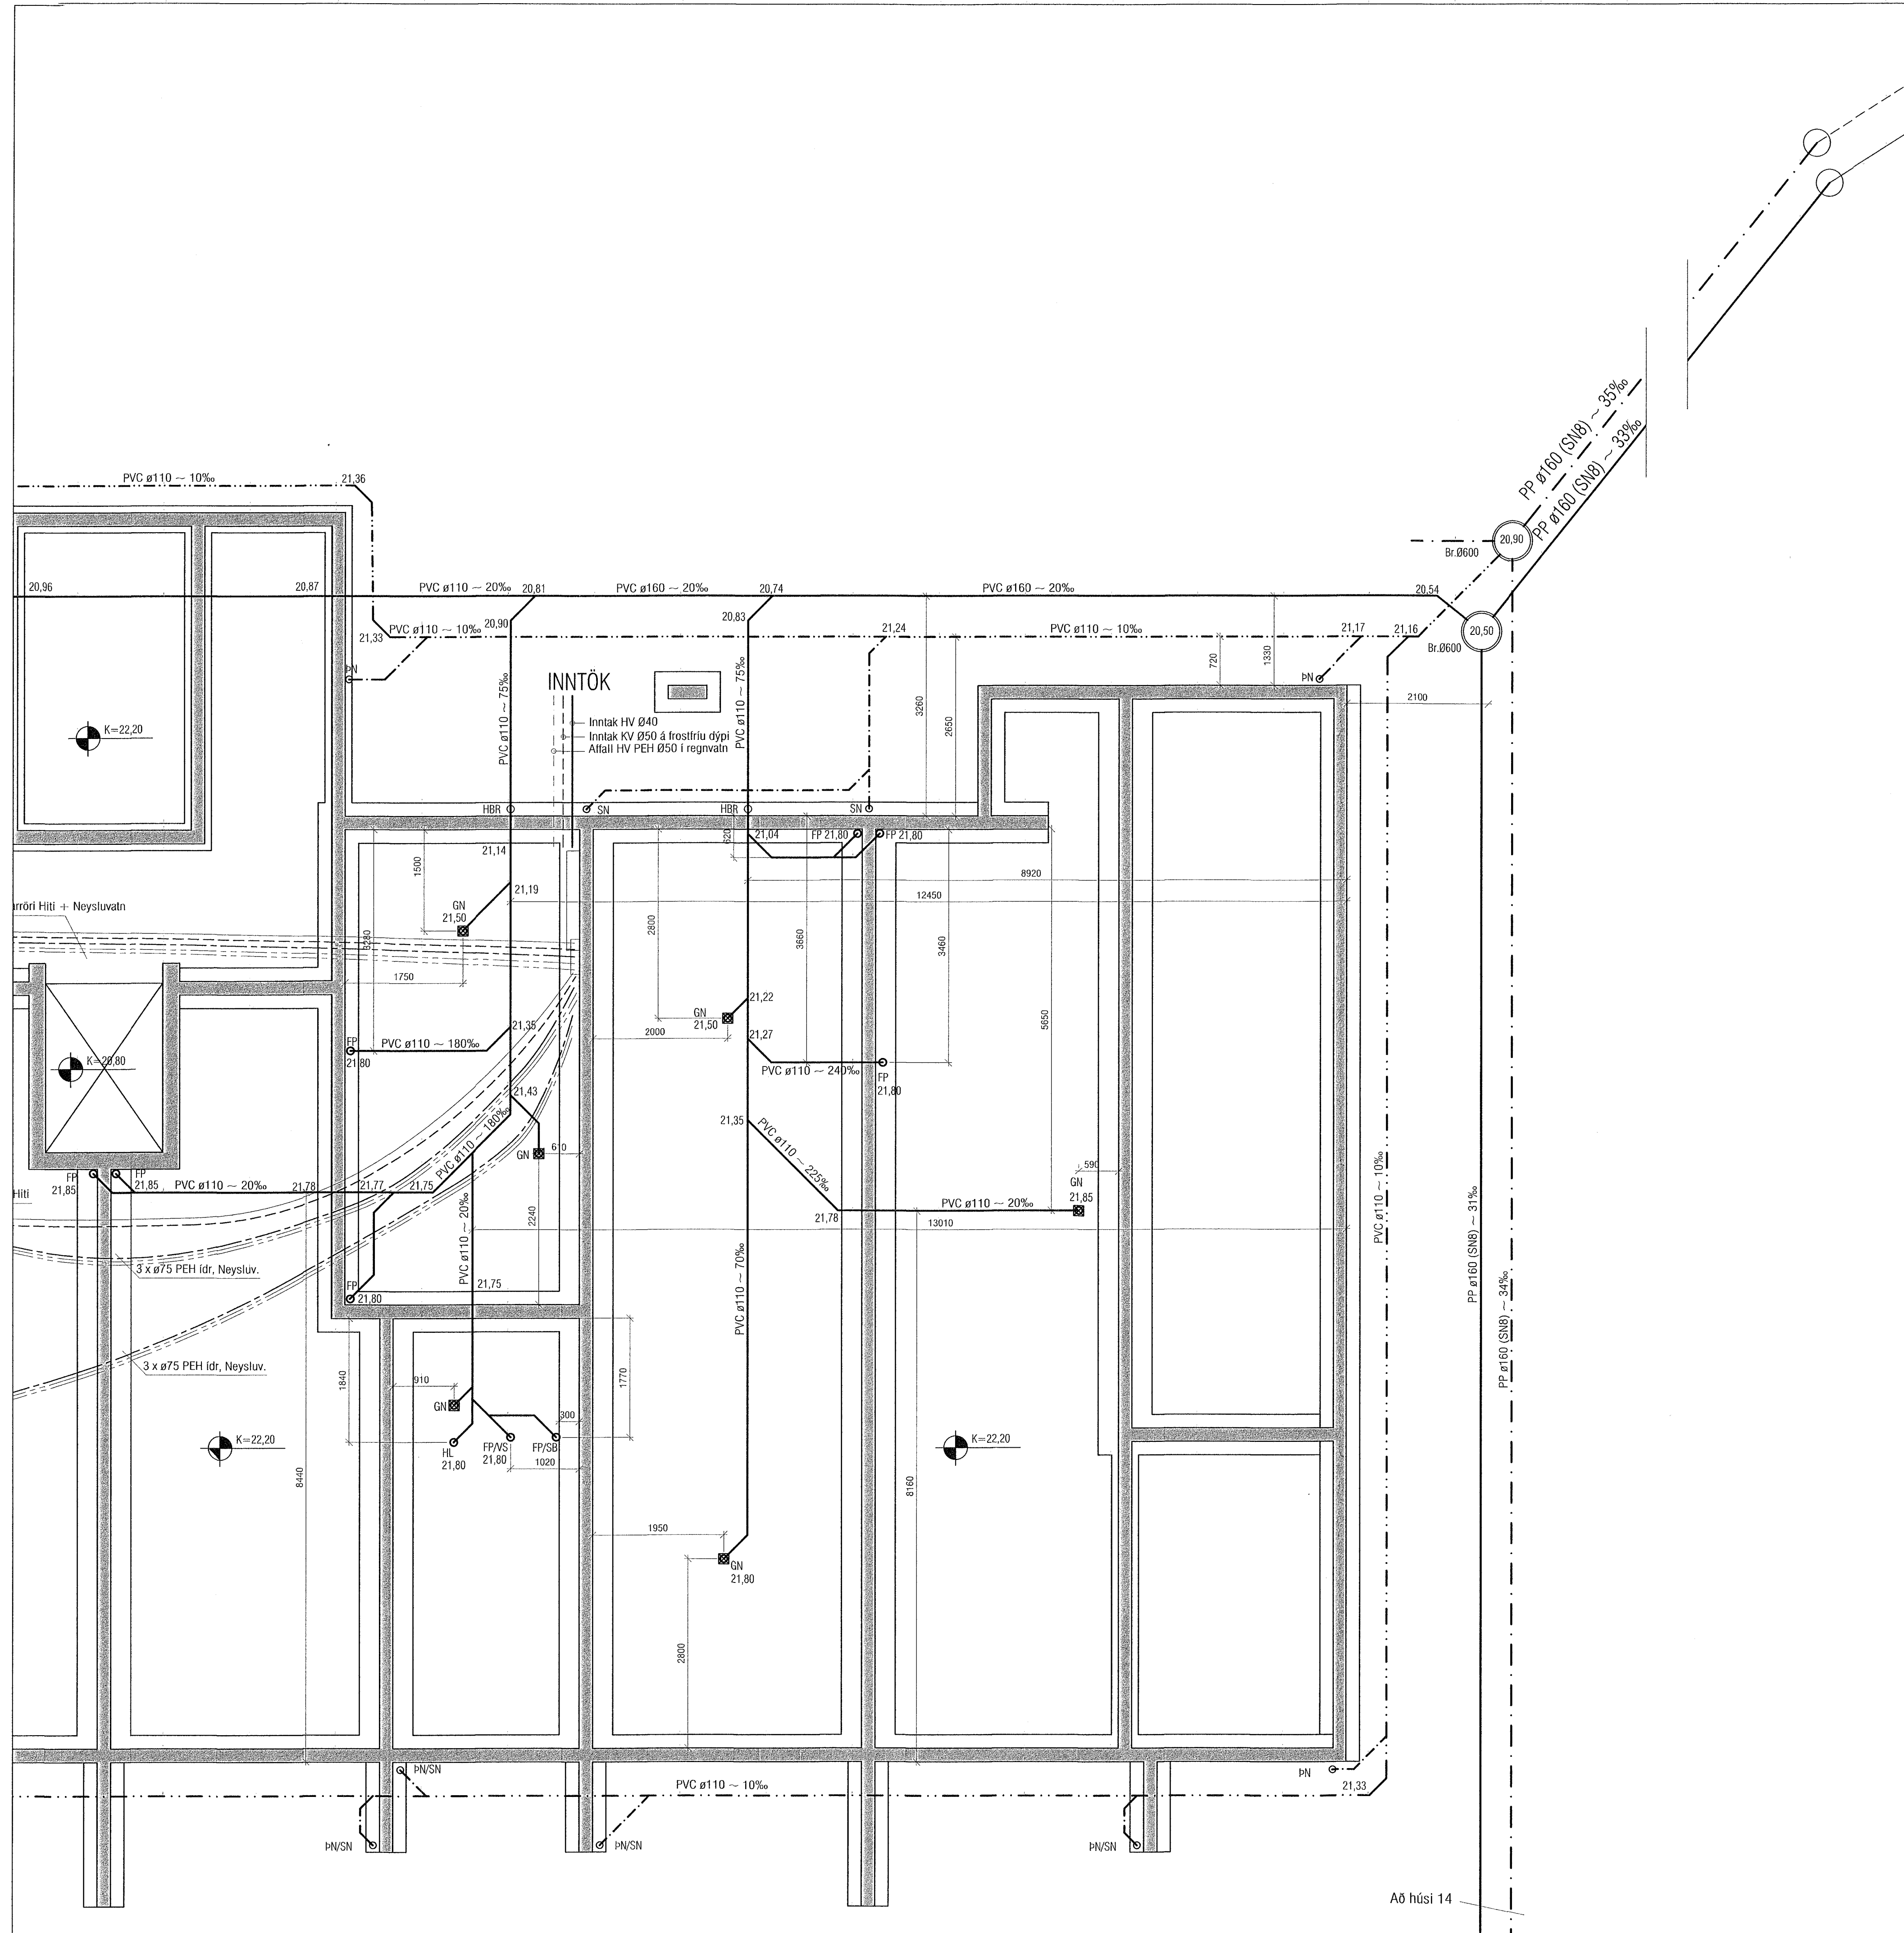 PVC ø110 ~ 10‰
21,36
PP ø160 (SN8) ~ 35‰
PP ø160 (SN8) ~ 33‰
20,90
Br.Ø600
20,96
20,87
PVC ø110 ~ 20‰
20,81
PVC ø160 ~ 20‰
20,74
PVC ø160 ~ 20‰
20,54
20,90
20,83
21,33
PVC ø110 ~ 10‰
21,24
PVC ø110 ~ 10‰
21,17
21,16
20,50
Br.Ø600
ÞN
INNTÖK
720
1330
ÞN
2100
3260
2650
PVC ø110 ~ 75‰
PVC ø110 ~ 75‰
Inntak HV Ø40
Inntak KV Ø50 á frostfríu dýpi
Affall HV PEH Ø50 í regnvatn
K=22,20
HBR
SN
HBR
SN
21,14
620
21,04
FP 21,80
FP 21,80
1500
21,19
8920
12450
GN
21,50
rröri Hiti + Neysluvatn
3280
2800
3660
3460
1750
GN
21,50
21,22
2000
21,27
5650
21,35
FP
21,80
PVC ø110 ~ 180‰
K=20,80
PVC ø110 ~ 240‰
FP
21,80
21,43
PVC ø110 ~ 180‰
21,35
PVC ø110 ~ 225‰
GN
610
590
GN
21,85
FP
21,85
FP
21,85
PVC ø110 ~ 20‰
21,78
21,77
21,75
Hiti
PVC ø110 ~ 20‰
2240
21,78
PVC ø110 ~ 20‰
13010
PVC ø110 ~ 10‰
PP ø160 (SN8) ~ 31‰
PP ø160 (SN8) ~ 34‰
3 x ø75 PEH ídr, Neysluv.
21,75
FP
21,80
PVC ø110 ~ 70‰
3 x ø75 PEH ídr, Neysluv.
1840
910
1770
GN
300
HL
21,80
FP/VS
21,80
FP/SB
1020
K=22,20
K=22,20
8440
8160
1950
GN
21,80
2800
ÞN/SN
PVC ø110 ~ 10‰
ÞN
21,33
ÞN/SN
ÞN/SN
ÞN/SN
Að húsi 14